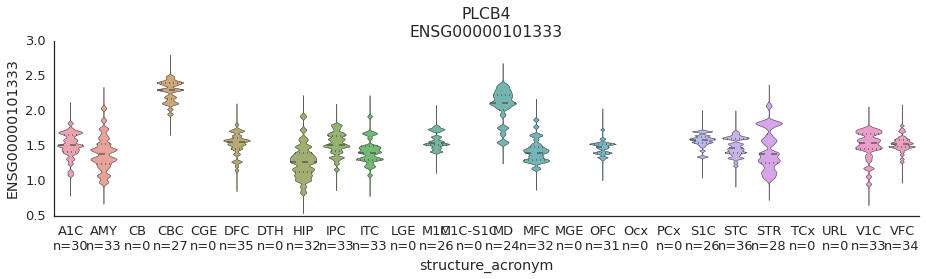 PLCB4
ENSG00000101333
ENSG00000101333
3.0
2.5
2.0
1.5
1.0
0.5
A1C AMY CB CBC CGE DFC DTH HIP IPC ITC LGE M1C M1C-S1C MD MFC MGE OFC Ocx PCx S1C STC STR TCx URL V1C VFC
n=30 n=33 n=0 n=27 n=0 n=35 n=0 n=32 n=33 n=33 n=0 n=26 n=0 n=24 n=32 n=0 n=31 n=0 n=0 n=26 n=36 n=28 n=0 n=0 n=33 n=34
structure_acronym